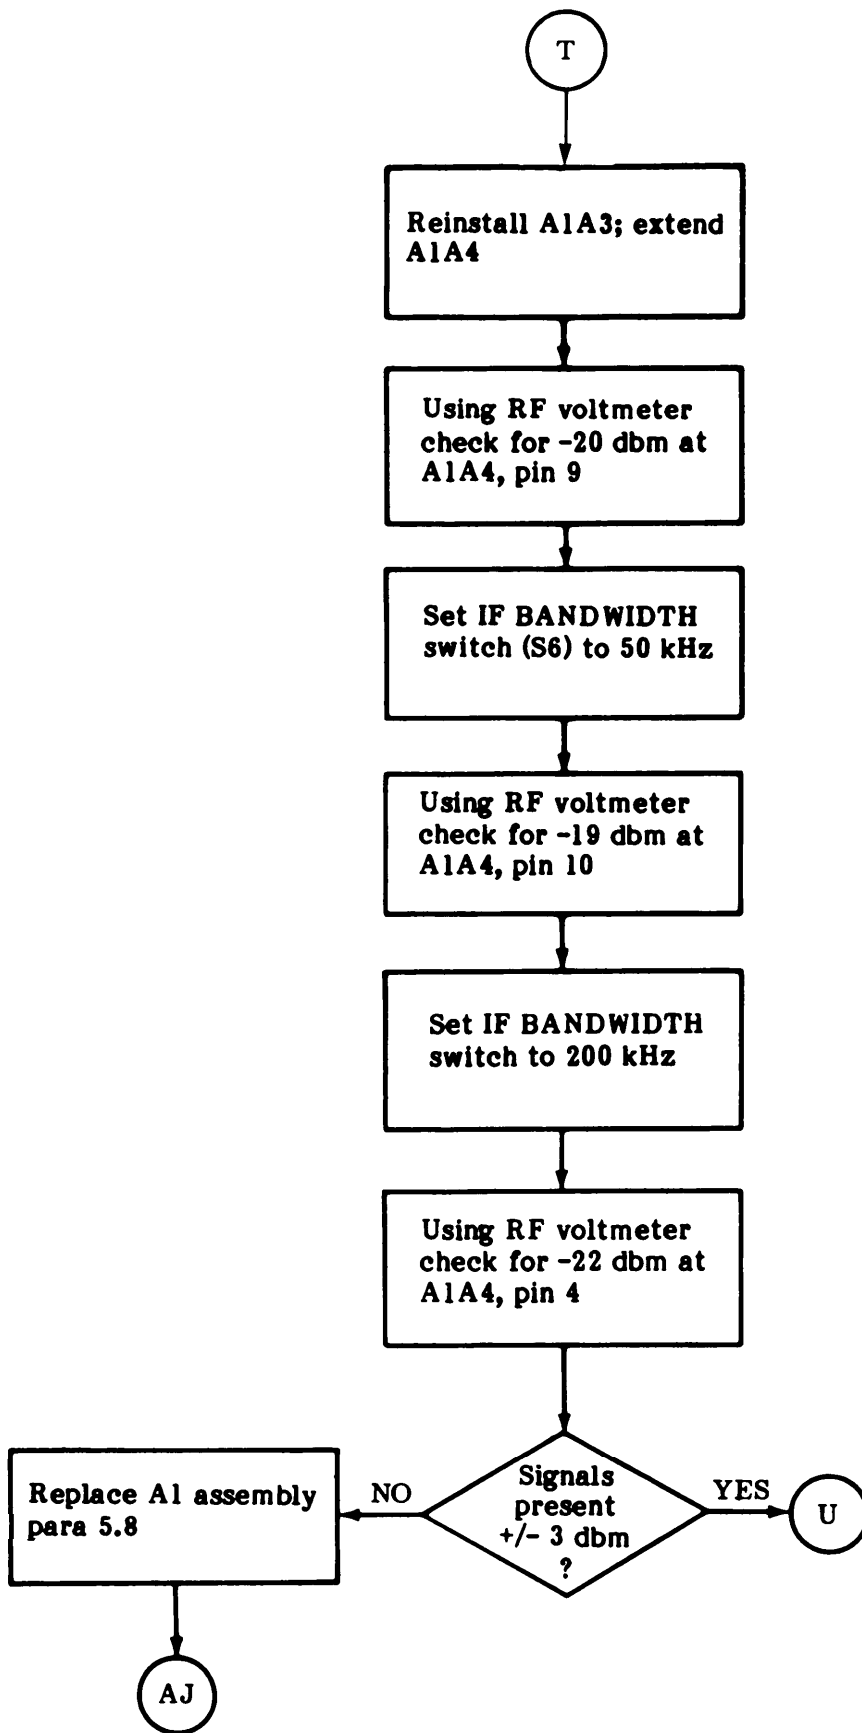 T
Reinstall A1A3; extend
A1A4
Using RF voltmeter
check for -20 dbm at
A1A4, pin 9
Set IF BANDWIDTH
switch (S6) to 50 kHz
Using RF voltmeter
check for -19 dbm at
A1A4, pin 10
Set IF BANDWIDTH
switch to 200 kHz
Using RF voltmeter
check for -22 dbm at
A1A4, pin 4
Signals
present
+/- 3 dbm
?
NO
YES
Replace A1 assembly
para 5.8
U
AJ